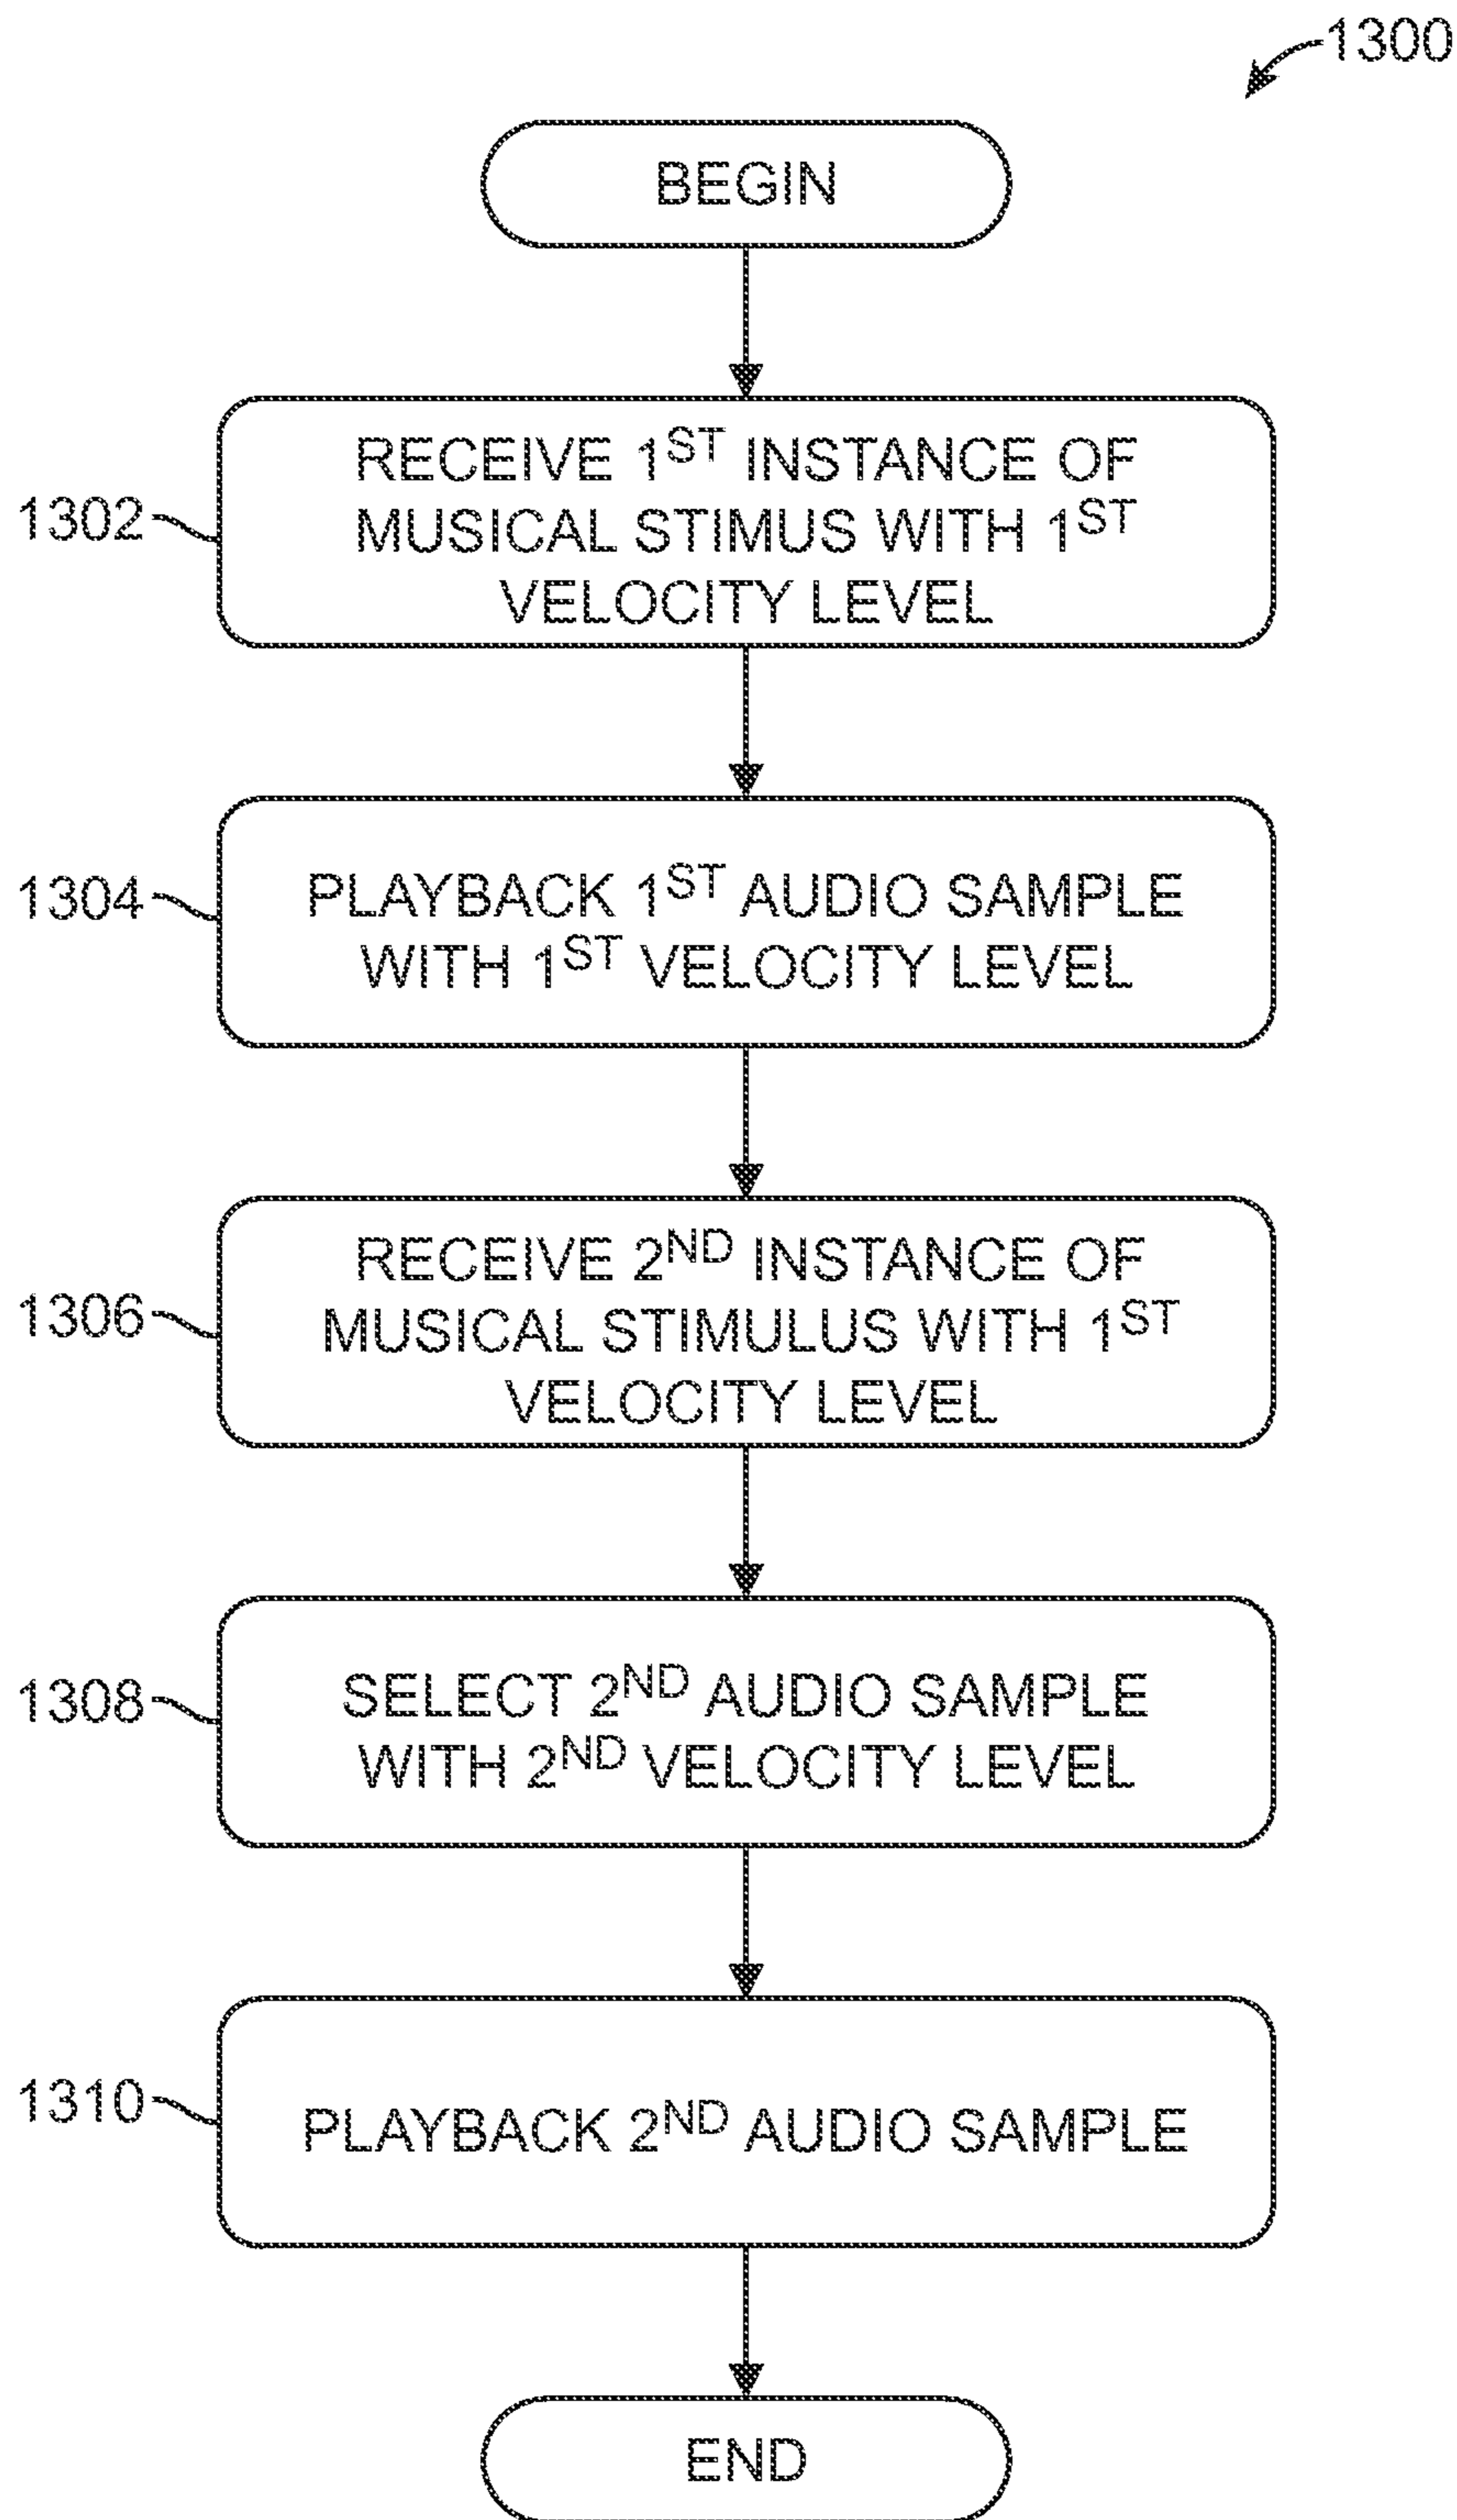 1300
BEGIN
RECEIVE 1ST INSTANCE OF
MUSICAL STIMUS WITH 1ST
VELOCITY LEVEL
1302
PLAYBACK 1ST AUDIO SAMPLE
WITH 1ST VELOCITY LEVEL
1304
RECEIVE 2ND INSTANCE OF
MUSICAL STIMULUS WITH 1ST
VELOCITY LEVEL
1306
SELECT 2ND AUDIO SAMPLE
WITH 2ND VELOCITY LEVEL
1308
PLAYBACK 2ND AUDIO SAMPLE
1310
END